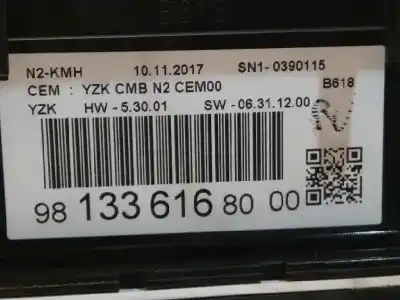 N2-KMH 10.11.2017 SN1-0390115
CEM : YZK CMB N2 CEM00 B618
YZK HW-5.30.01 SW-06.31.12.00
98 133 616 80 00